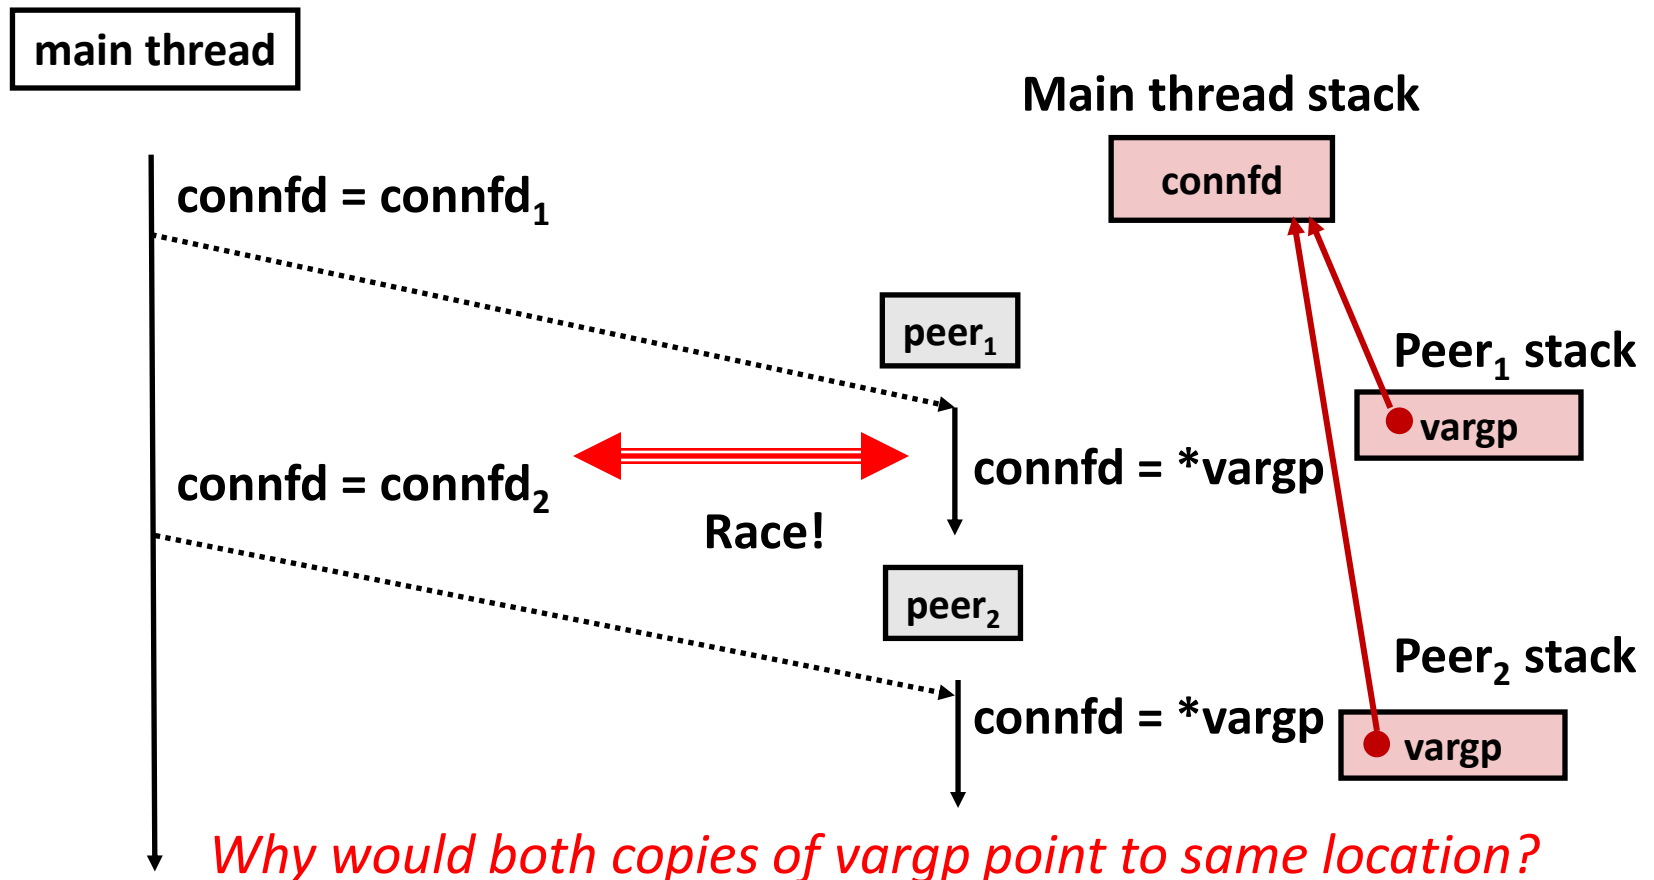 main thread
Main thread stack
connfd
connfd = connfd₁
peer₁
Peer₁ stack
vargp
connfd = *vargp
connfd = connfd₂
Race!
peer₂
Peer₂ stack
connfd = *vargp
vargp
Why would both copies of vargp point to same location?